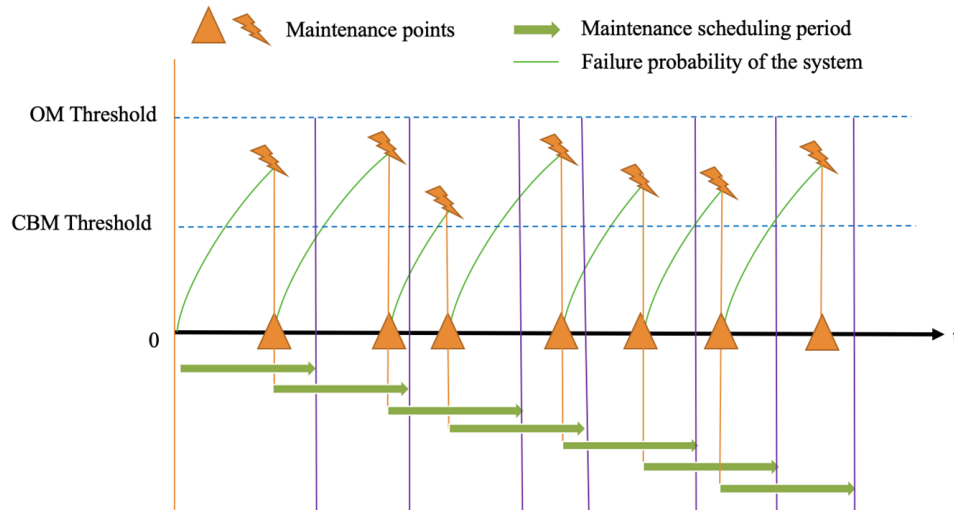 Maintenance points
Maintenance scheduling period
Failure probability of the system
OM Threshold
CBM Threshold
0